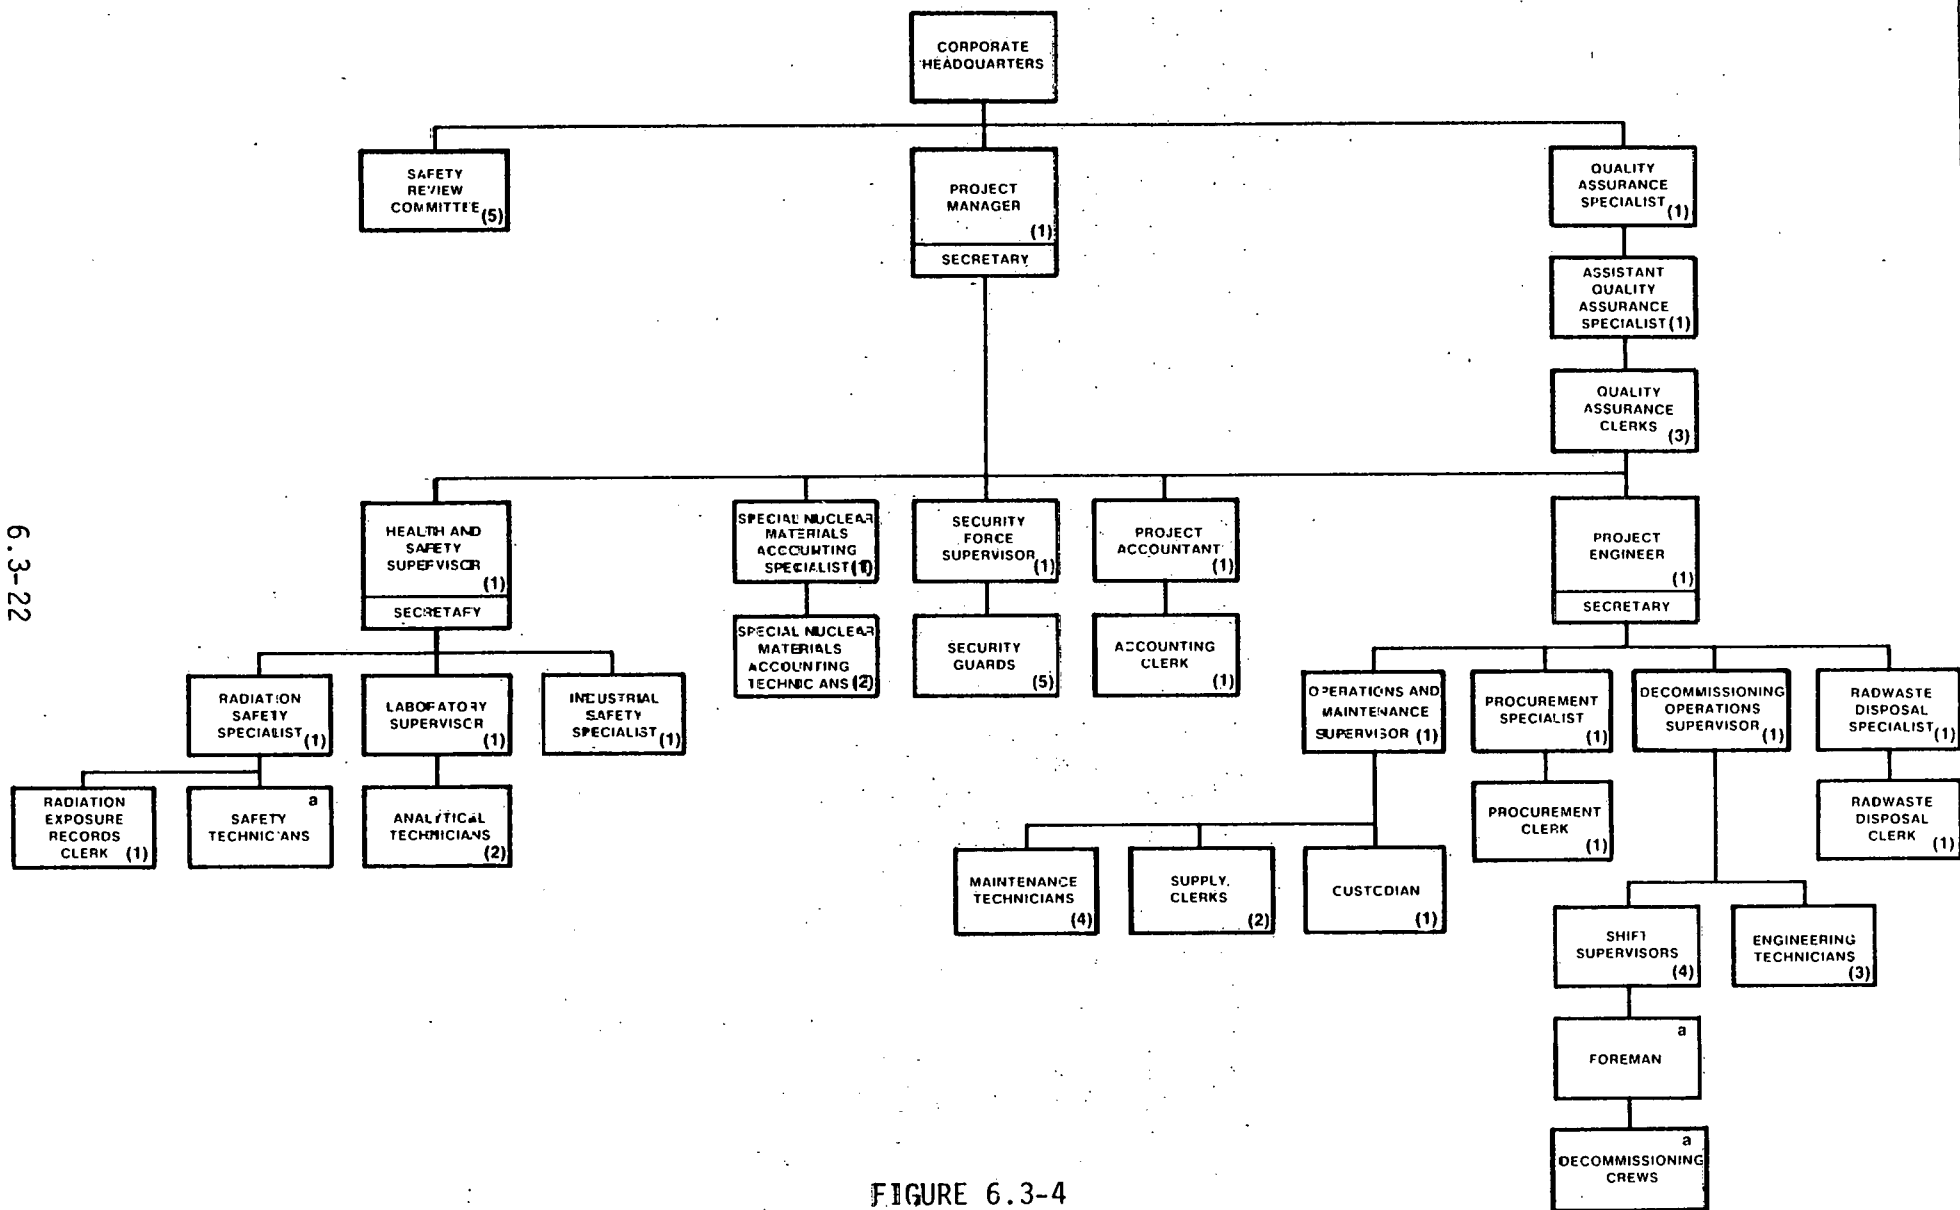 CORPORATE
HEADQUARTERS
SAFETY
REVIEW
COMMITTEE (5)
PROJECT
MANAGER
(1)
SECRETARY
QUALITY
ASSURANCE
SPECIALIST
(1)
ASSISTANT
QUALITY
ASSURANCE
SPECIALIST (1)
QUALITY
ASSURANCE
CLERKS
(3)
HEALTH AND
SAFETY
SUPERVISOR
(1)
SECRETARY
SPECIAL NUCLEAR
MATERIALS
ACCOUNTING
SPECIALIST (1)
SECURITY
FORCE
SUPERVISOR
(1)
PROJECT
ACCOUNTANT
(1)
PROJECT
ENGINEER
(1)
SECRETARY
SPECIAL NUCLEAR
MATERIALS
ACCOUNTING
TECHNICIANS (2)
SECURITY
GUARDS
(5)
ACCOUNTING
CLERK
(1)
RADIATION
SAFETY
SPECIALIST
(1)
LABORATORY
SUPERVISOR
(1)
INDUSTRIAL
SAFETY
SPECIALIST
(1)
OPERATIONS AND
MAINTENANCE
SUPERVISOR (1)
PROCUREMENT
SPECIALIST
(1)
DECOMMISSIONING
OPERATIONS
SUPERVISOR
(1)
RADWASTE
DISPOSAL
SPECIALIST
(1)
RADIATION
EXPOSURE
RECORDS
CLERK (1)
a
SAFETY
TECHNICIANS
ANALYTICAL
TECHNICIANS
(2)
PROCUREMENT
CLERK
(1)
RADWASTE
DISPOSAL
CLERK
(1)
MAINTENANCE
TECHNICIANS
(4)
SUPPLY
CLERKS
(2)
CUSTODIAN
(1)
SHIFT
SUPERVISORS
(4)
ENGINEERING
TECHNICIANS
(3)
a
FOREMAN
a
DECOMMISSIONING
CREWS
FIGURE 6.3-4
6.3-22